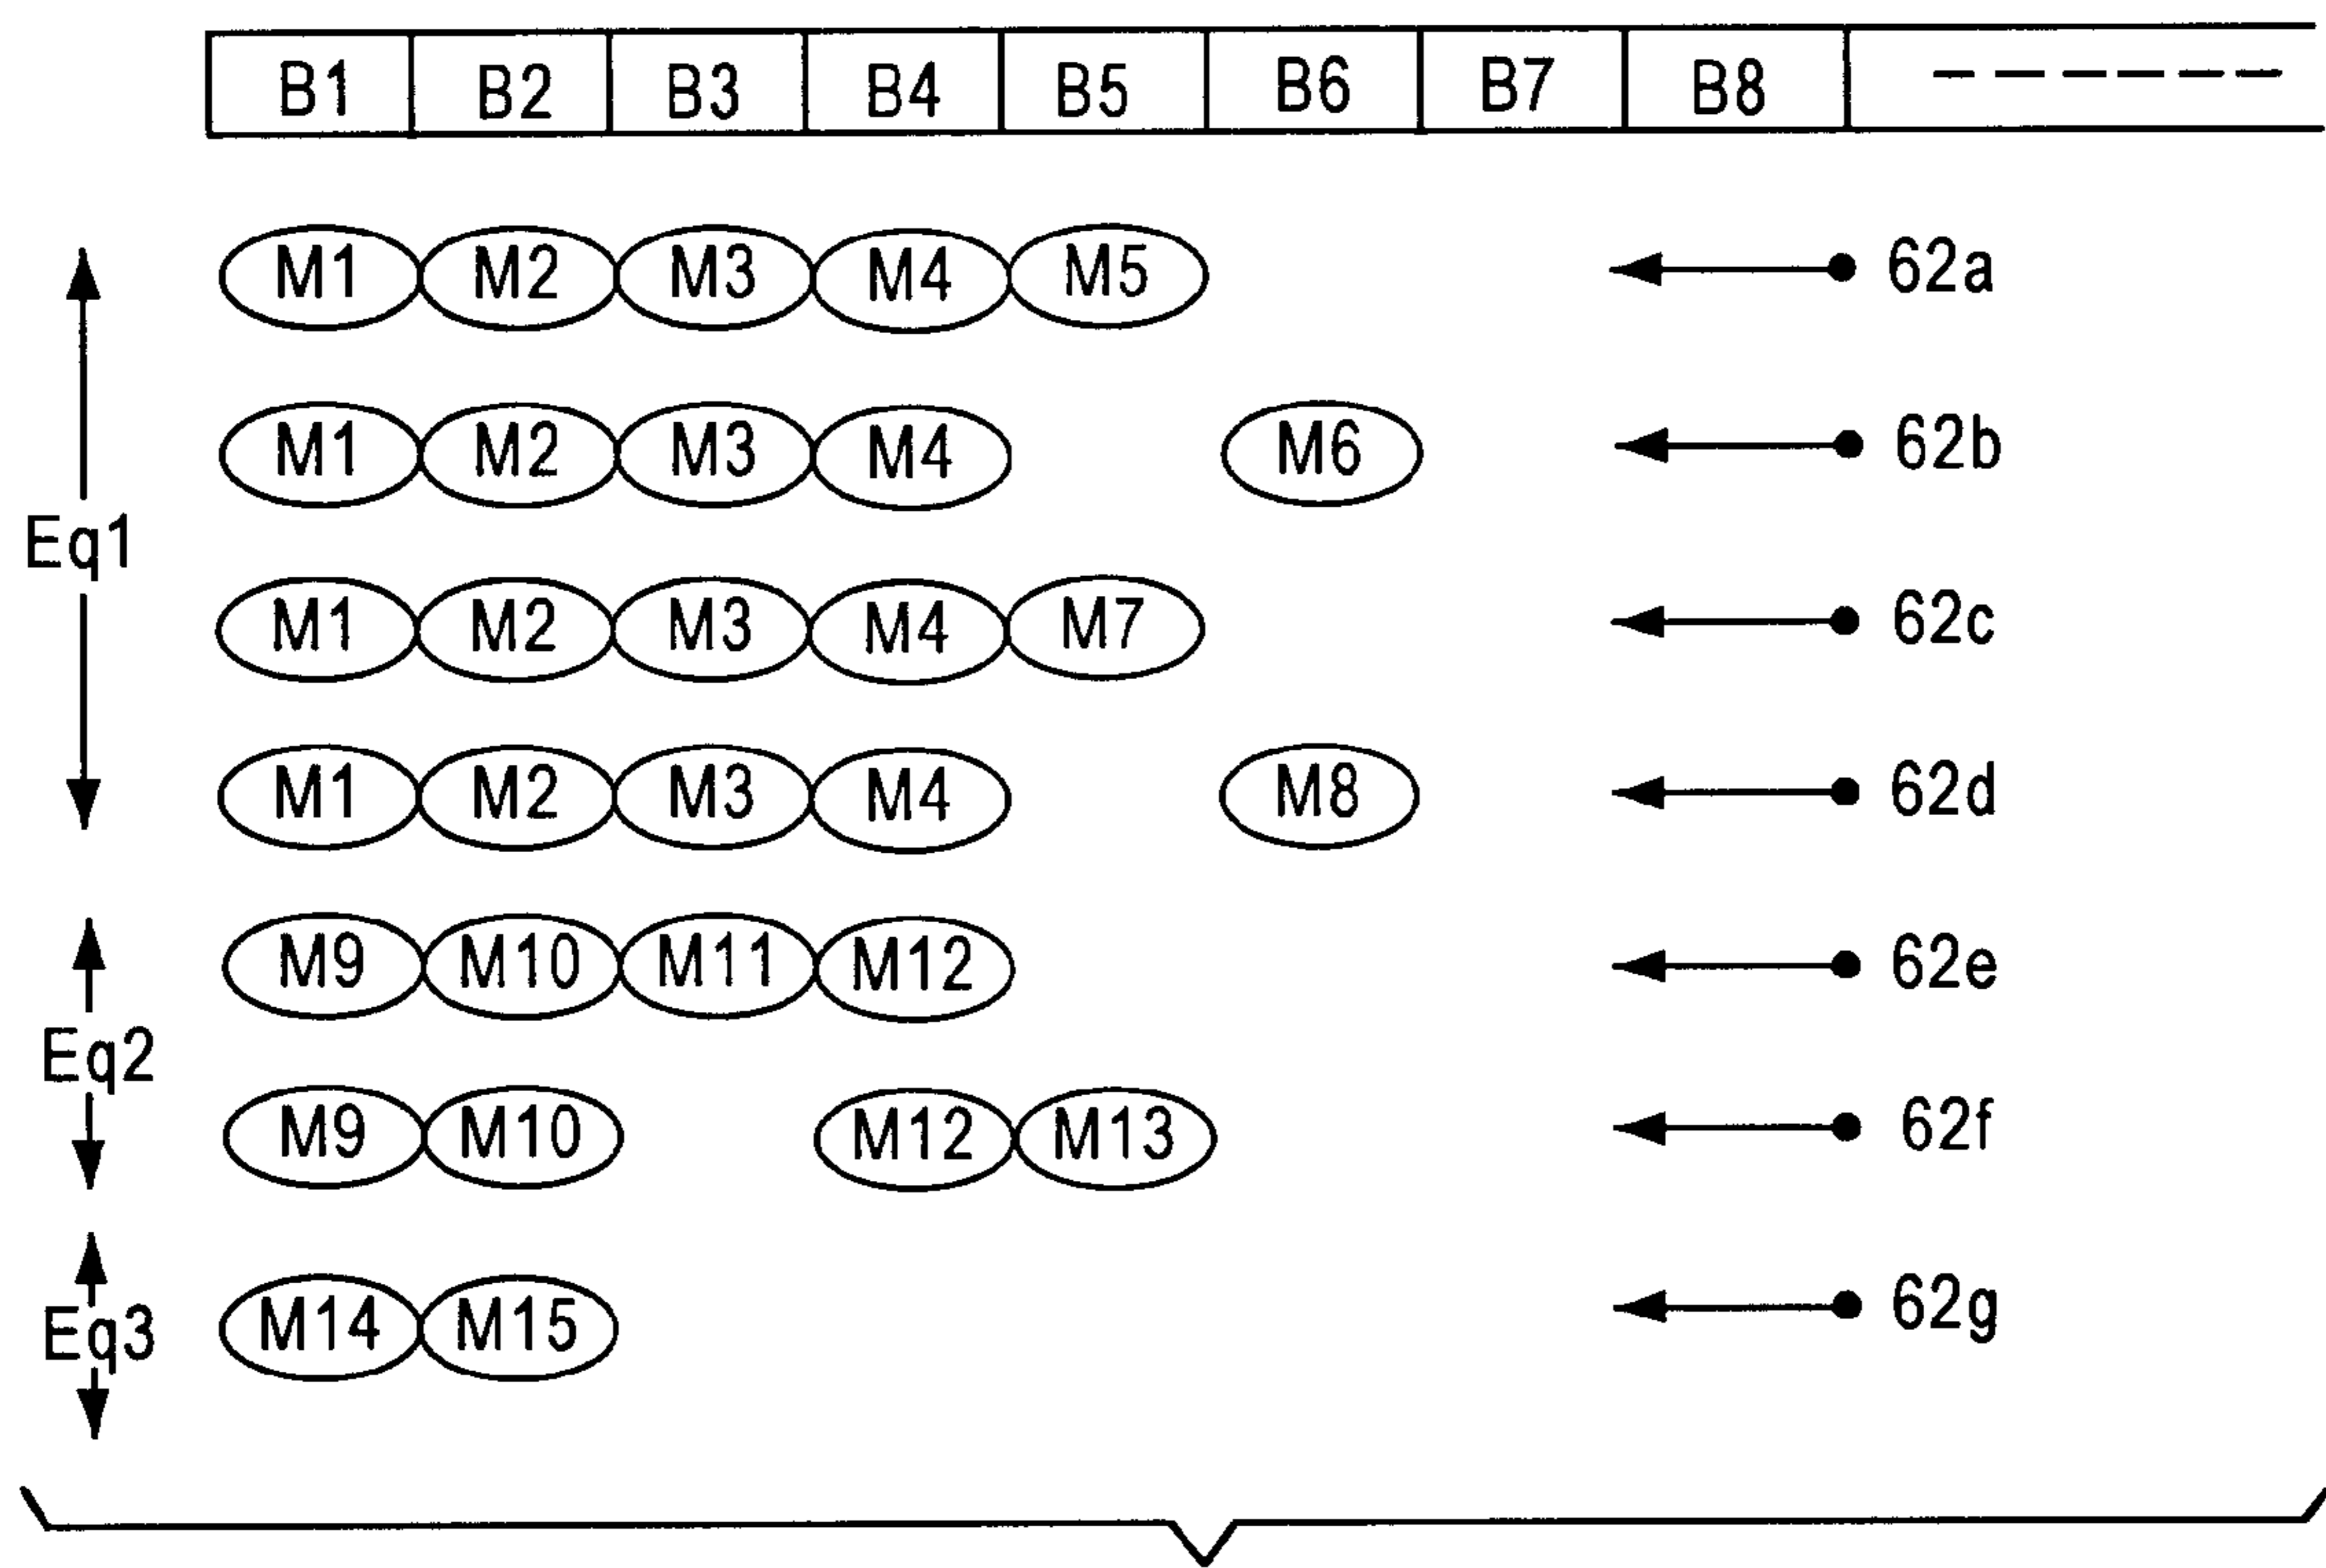 B1 B2 B3 B4 B5 B6 B7 B8
M1 M2 M3 M4 M5 62a
M1 M2 M3 M4 M6 62b
Eq1
M1 M2 M3 M4 M7 62c
M1 M2 M3 M4 M8 62d
M9 M10 M11 M12 62e
Eq2
M9 M10 M12 M13 62f
Eq3 M14 M15 62g